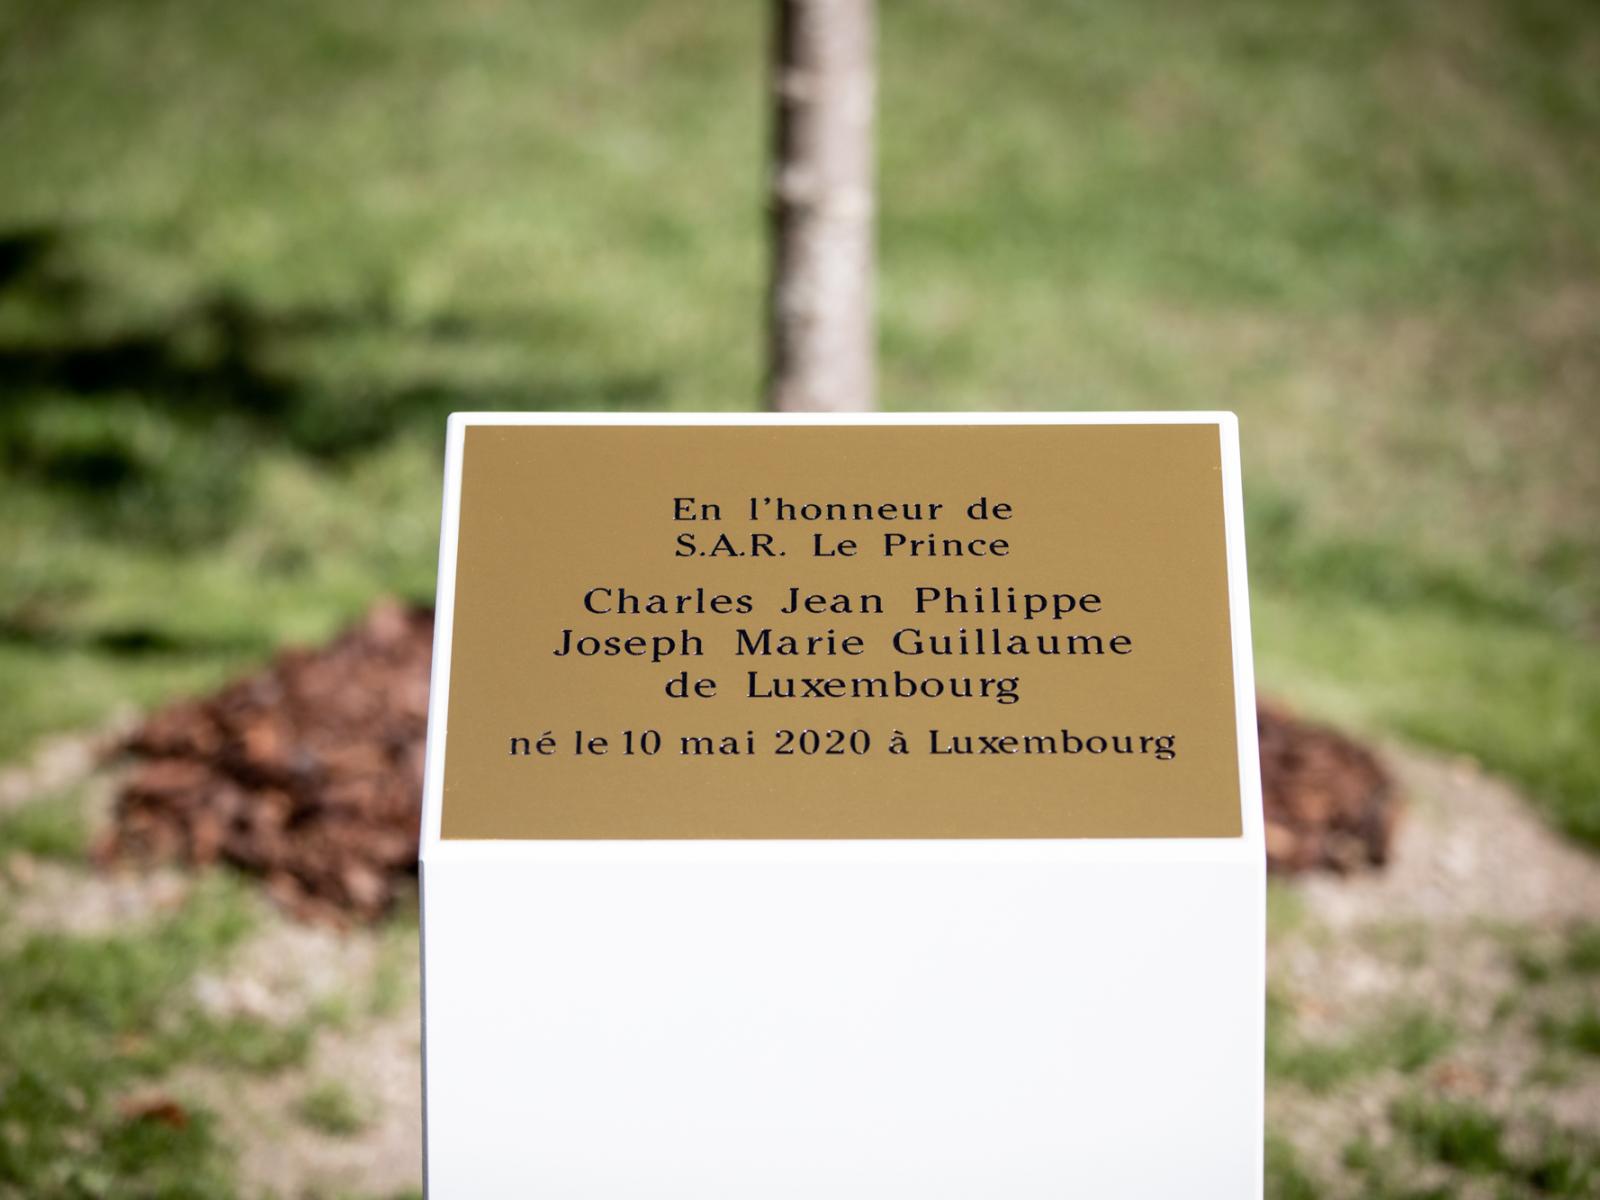 En l'honneur de
S.A.R. Le Prince
Charles Jean Philippe
Joseph Marie Guillaume
de Luxembourg
né le 10 mai 2020 à Luxembourg